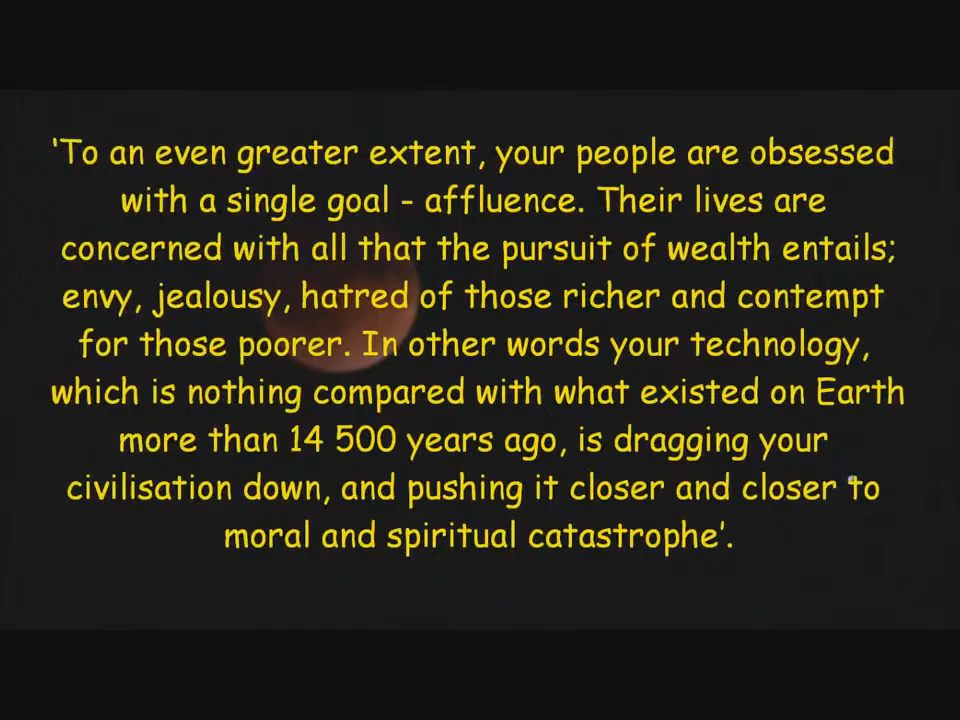 ‘To an even greater extent, your people are obsessed
with a single goal - affluence. Their lives are
concerned with all that the pursuit of wealth entails;
envy, jealousy, hatred of those richer and contempt
for those poorer. In other words your technology,
which is nothing compared with what existed on Earth
more than 14 500 years ago, is dragging your
civilisation down, and pushing it closer and closer to
moral and spiritual catastrophe’.